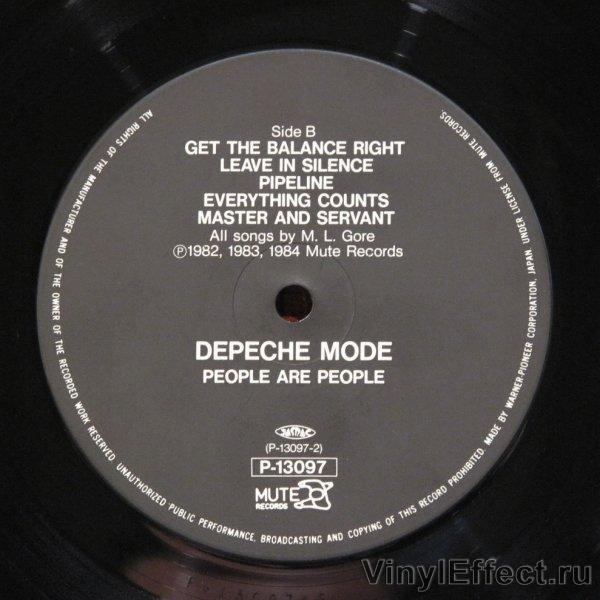 Side B
GET THE BALANCE RIGHT
LEAVE IN SILENCE
PIPELINE
EVERYTHING COUNTS
MASTER AND SERVANT
All songs by M. L. Gore
Ⓟ1982, 1983, 1984 Mute Records
DEPECHE MODE
PEOPLE ARE PEOPLE
(P-13097-2)
P-13097
MUTE
RECORDS
ALL RIGHTS OF THE MANUFACTURER AND OF THE OWNER OF THE RECORDED WORK RESERVED. UNAUTHORIZED PUBLIC PERFORMANCE, BROADCASTING AND COPYING OF THIS RECORD PROHIBITED. MADE BY WARNER-PIONEER CORPORATION, JAPAN UNDER LICENSE FROM MUTE RECORDS.
VinylEffect.ru